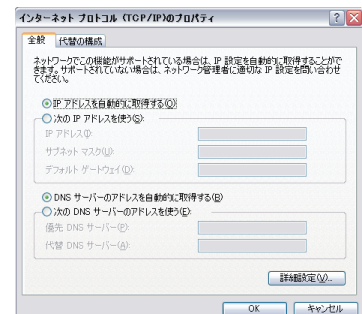 インターネット プロトコル (TCP/IP)のプロパティ
全般
代替の構成
ネットワークでこの機能がサポートされている場合は、IP 設定を自動的に取得することがで
きます。サポートされていない場合は、ネットワーク管理者に適切な IP 設定を問い合わせ
てください。
IP アドレスを自動的に取得する(O)
次の IP アドレスを使う(S):
IP アドレス(I):
サブネット マスク(U):
デフォルト ゲートウェイ(D):
DNS サーバーのアドレスを自動的に取得する(B)
次の DNS サーバーのアドレスを使う(E):
優先 DNS サーバー(P):
代替 DNS サーバー(A):
詳細設定(V)...
OK
キャンセル